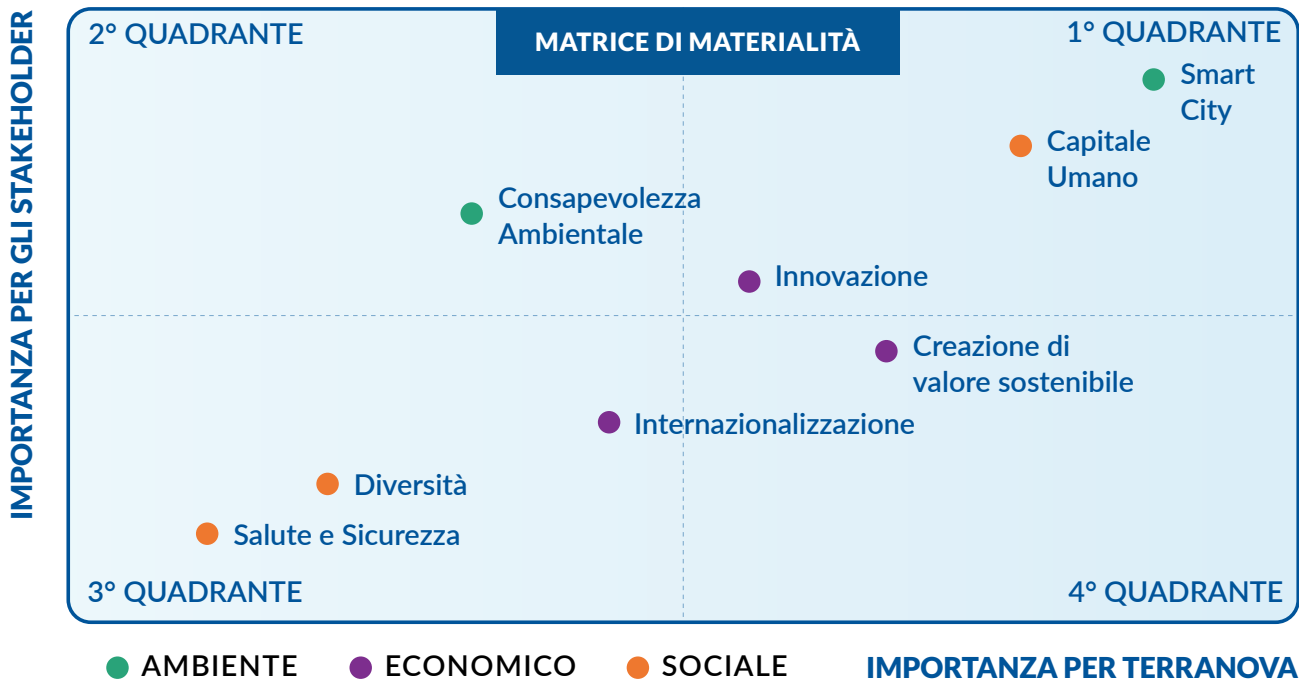 IMPORTANZA PER GLI STAKEHOLDER
2° QUADRANTE
MATRICE DI MATERIALITÀ
1° QUADRANTE
Smart
City
Capitale
Umano
Consapevolezza
Ambientale
Innovazione
Creazione di
valore sostenibile
Internazionalizzazione
Diversità
Salute e Sicurezza
3° QUADRANTE
4° QUADRANTE
AMBIENTE
ECONOMICO
SOCIALE
IMPORTANZA PER TERRANOVA